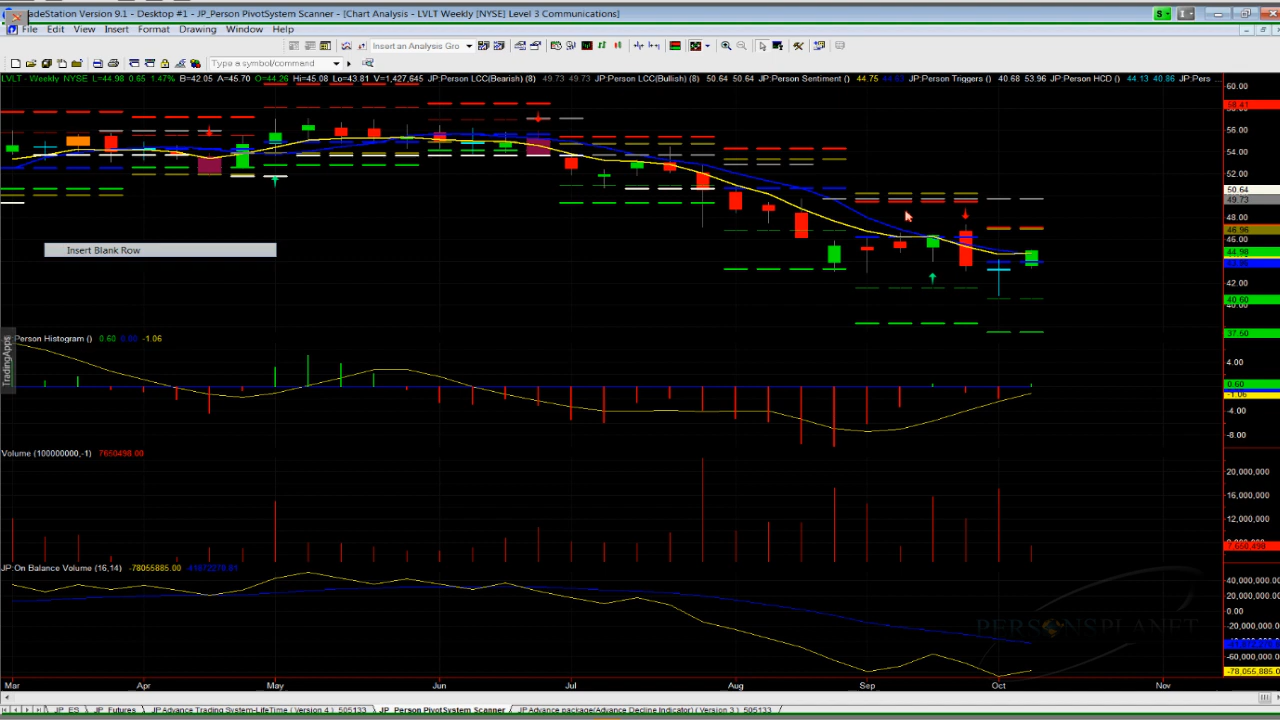 adeStation Version 9.1 - Desktop #1 - JP_Person PivotSystem Scanner - [Chart Analysis - LVLT Weekly [NYSE] Level 3 Communications]
File Edit View Insert Format Drawing Window Help
Insert an Analysis Gro
Type a symbol/command
LVLT - Weekly NYSE L=44.98 0.65 1.47% B=42.05 A=45.70 O=44.26 Hi=45.08 Lo=43.81 V=1,427,645 JP:Person LCC(Bearish) (8) 49.73 49.73 JP:Person LCC(Bullish) (8) 50.64 50.64 JP:Person Sentiment () 44.75 JP:Person Triggers () 40.68 53.96 JP:Person HCD () 44.13 40.86 JP:Pers ...
60.00
58.41
56.00
54.00
52.00
50.64
49.73
48.00
46.96
46.00
44.98
42.00
40.60
37.50
Insert Blank Row
TradingApps
Person Histogram () 0.60 0.00 -1.06
4.00
0.60
-1.06
-4.00
-8.00
Volume (100000000,-1) 7650498.00
20,000,000
16,000,000
12,000,000
7,650,498
JP:On Balance Volume (16,14) -78055885.00
40,000,000.
20,000,000.
0.00
-20,000,000
-60,000,000
-78,055,885.
PERSONSPLANET
Mar Apr May Jun Jul Aug Sep Oct Nov
JP_ES JP_Futures JPAdvance Trading System-LifeTime (Version 4)_505133 JP_Person PivotSystem Scanner JPAdvance package(Advance Decline Indicator) (Version 3)_505133